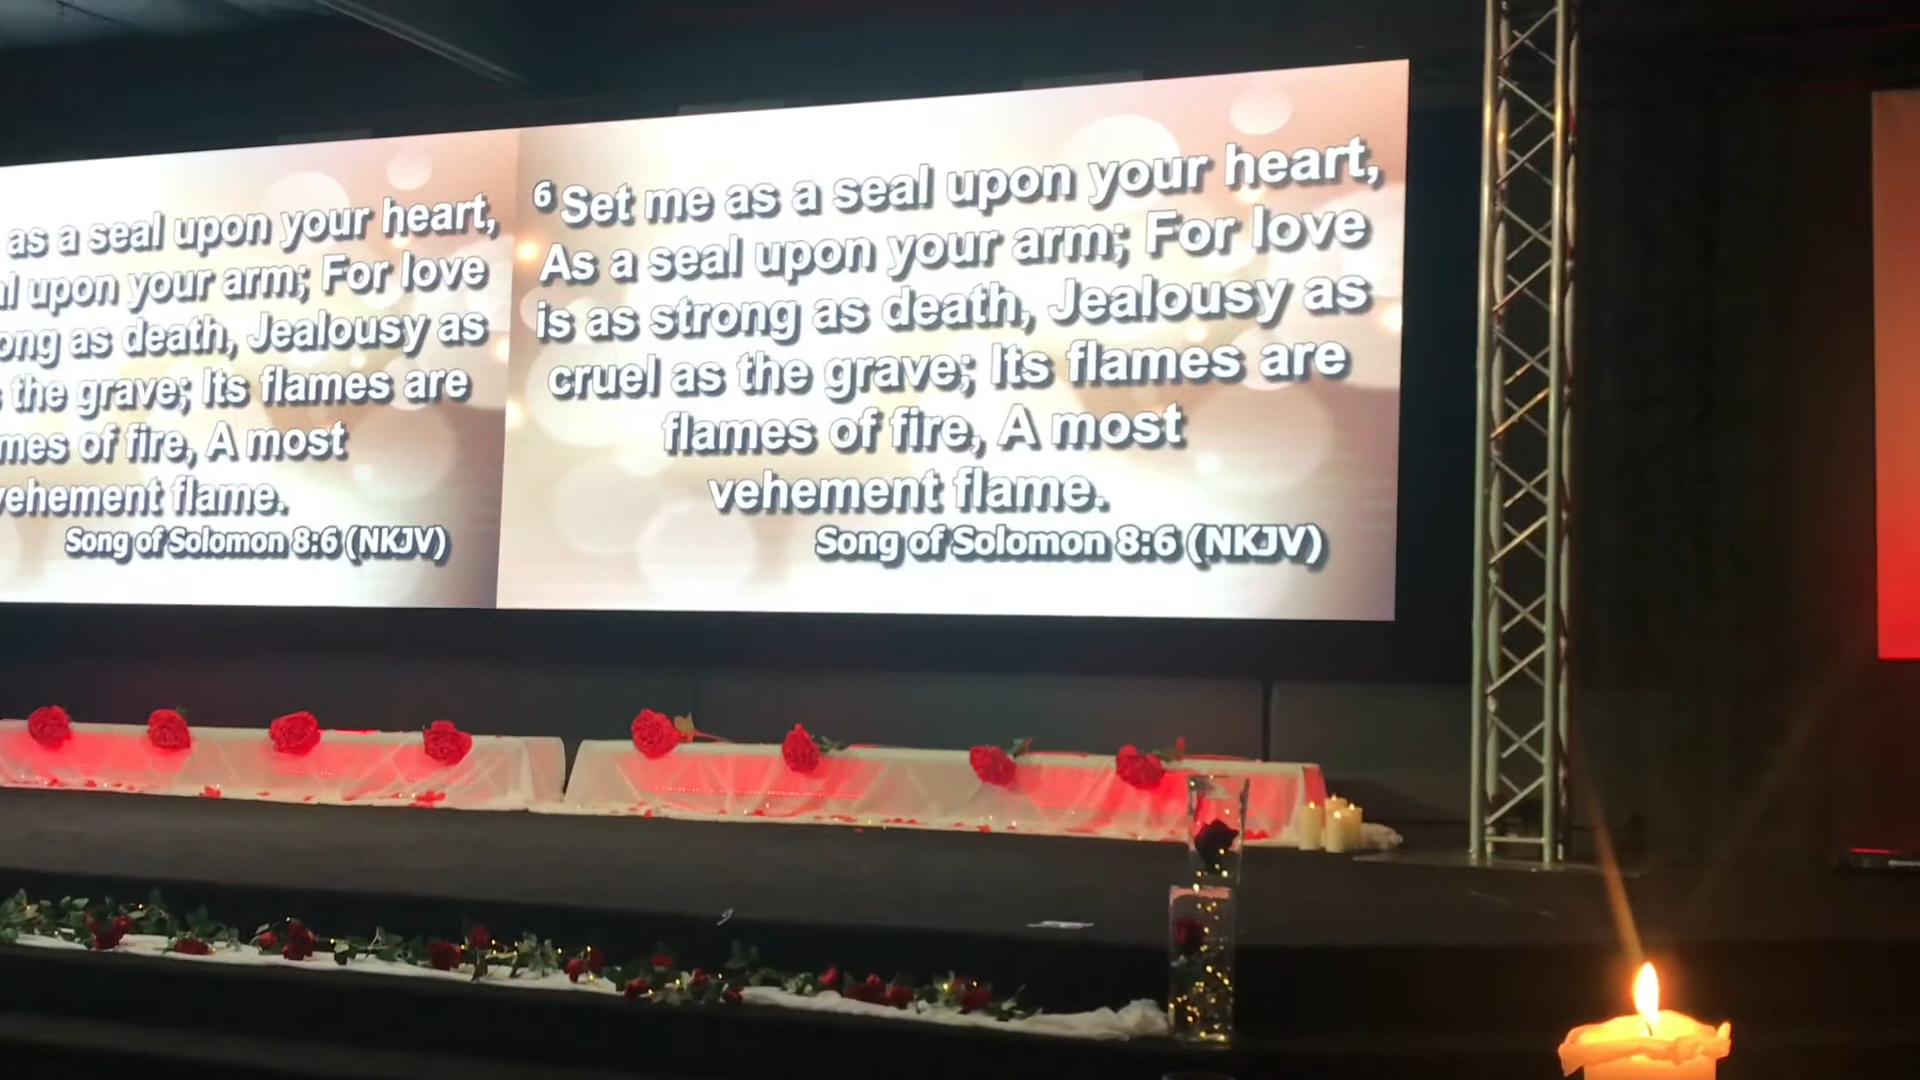 as a seal upon your heart,
upon your arm; For love
as death, Jealousy as
the grave; Its flames are
of fire, A most
vehement flame.
Song of Solomon 8:6 (NKJV)
6 Set me as a seal upon your heart,
As a seal upon your arm; For love
is as strong as death, Jealousy as
cruel as the grave; Its flames are
flames of fire, A most
vehement flame.
Song of Solomon 8:6 (NKJV)